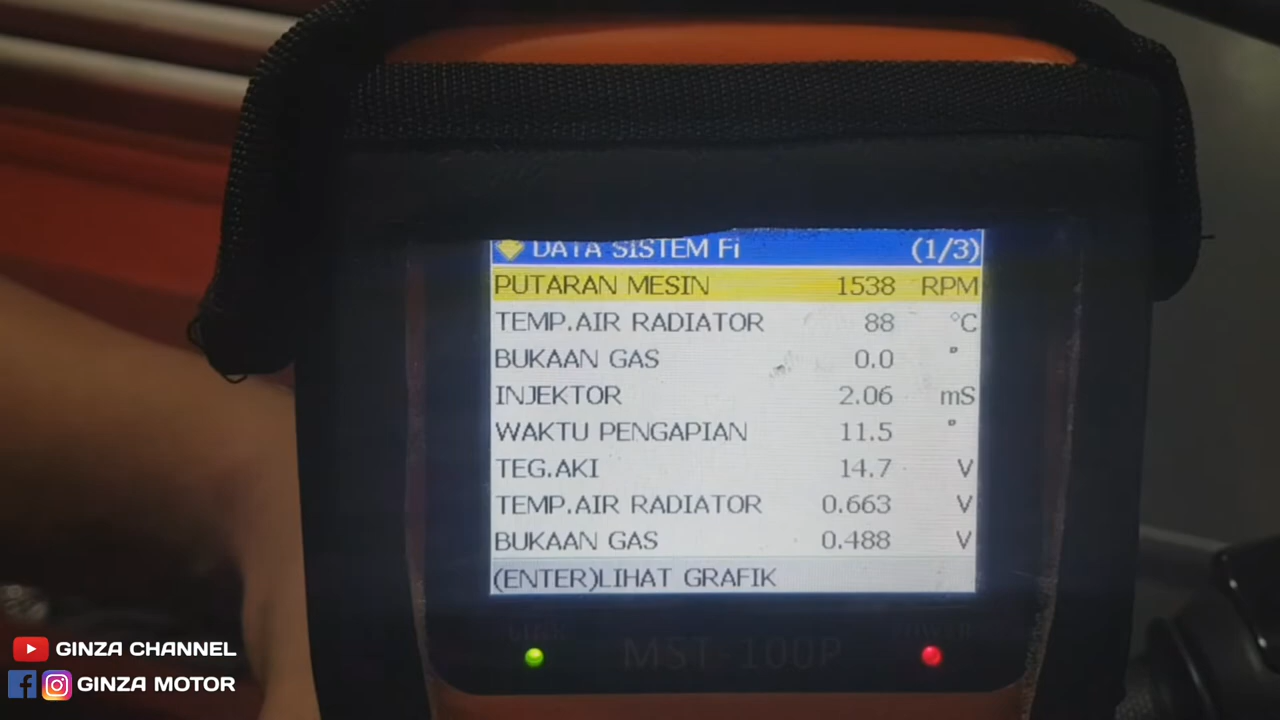 DATA SISTEM Fi (1/3)
PUTARAN MESIN 1538 RPM
TEMP.AIR RADIATOR 88 °C
BUKAAN GAS 0.0 °
INJEKTOR 2.06 mS
WAKTU PENGAPIAN 11.5 °
TEG.AKI 14.7 V
TEMP.AIR RADIATOR 0.663 V
BUKAAN GAS 0.488 V
(ENTER)LIHAT GRAFIK
LINK POWER
MST-100P
GINZA CHANNEL
GINZA MOTOR